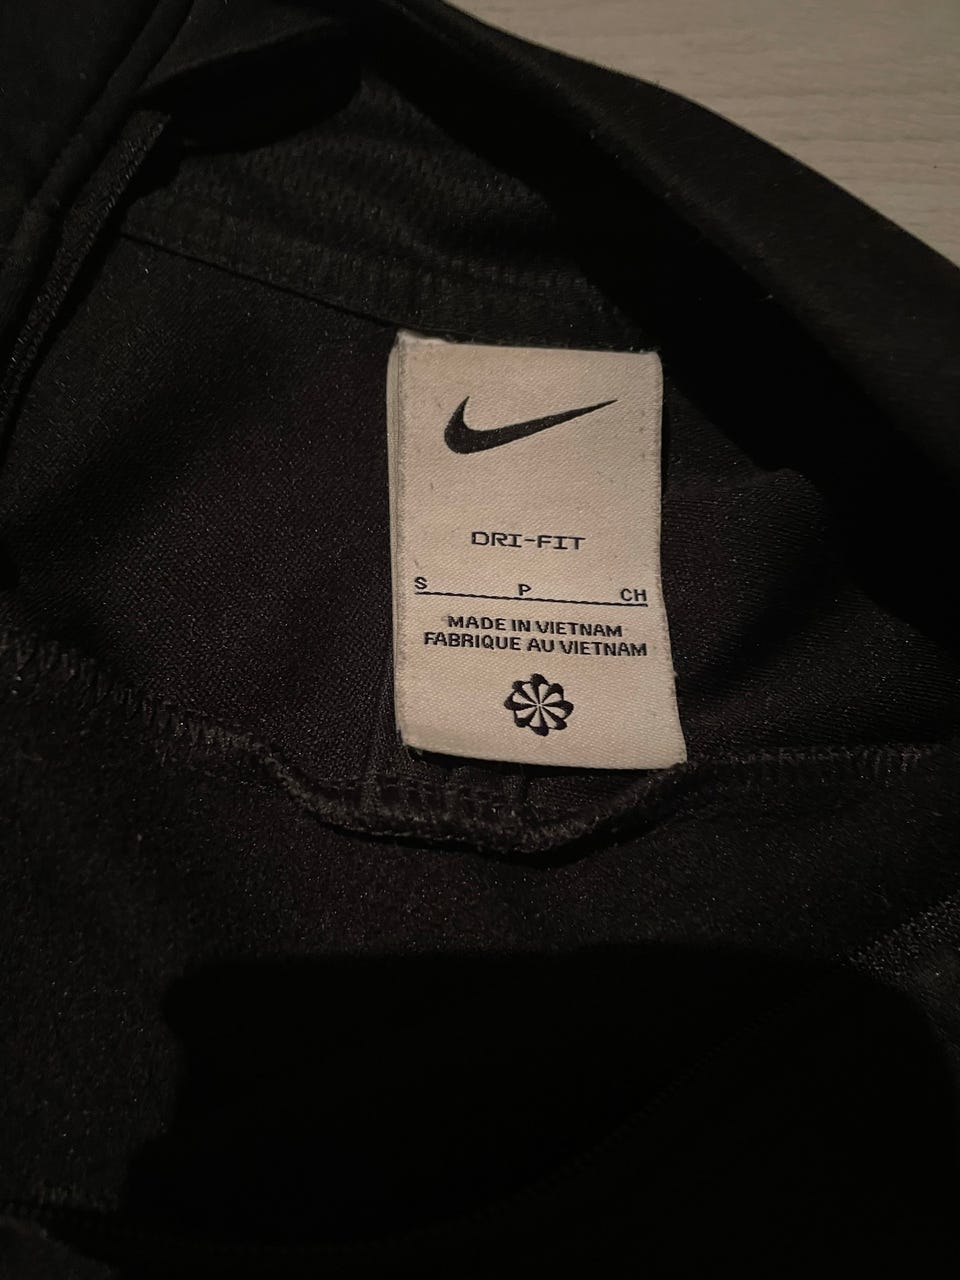 DRI-FIT
S P CH
MADE IN VIETNAM
FABRIQUE AU VIETNAM